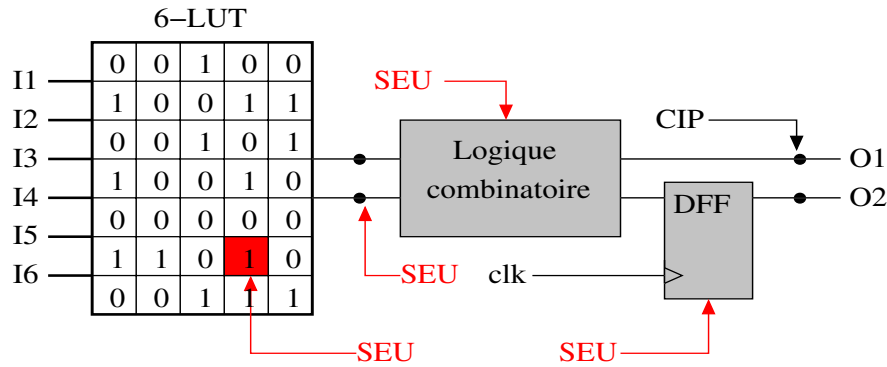 6-LUT
I1
I2
I3
I4
I5
I6
0 0 1 0 0
1 0 0 1 1
0 0 1 0 1
1 0 0 1 0
0 0 0 0 0
1 1 0 1 0
0 0 1 1 1
SEU
Logique
combinatoire
CIP
O1
O2
DFF
SEU
clk
SEU
SEU